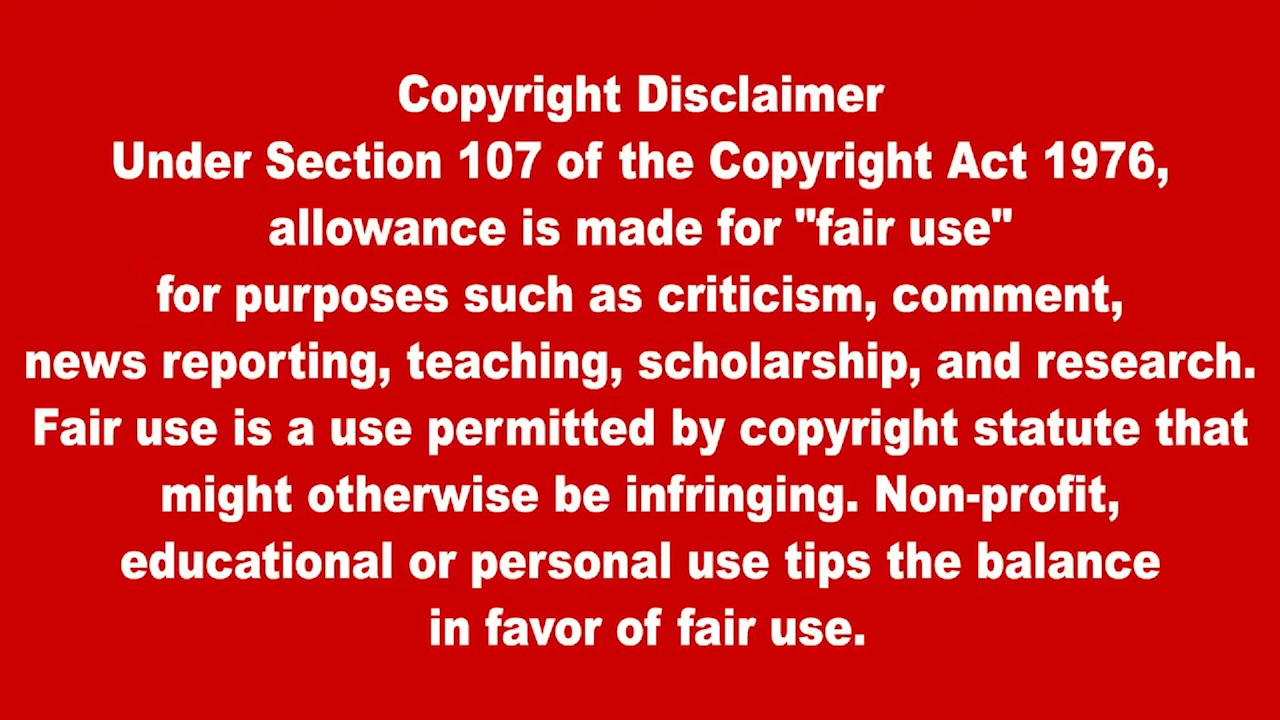 Copyright Disclaimer
Under Section 107 of the Copyright Act 1976,
allowance is made for "fair use"
for purposes such as criticism, comment,
news reporting, teaching, scholarship, and research.
Fair use is a use permitted by copyright statute that
might otherwise be infringing. Non-profit,
educational or personal use tips the balance
in favor of fair use.